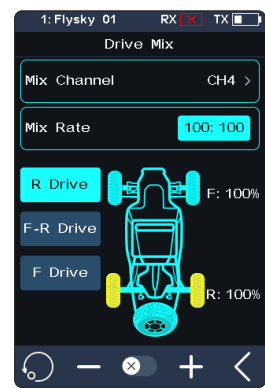 1: Flysky 01 RX TX
Drive Mix
Mix Channel CH4 >
Mix Rate 100: 100
R Drive
F: 100%
F-R Drive
F Drive
R: 100%